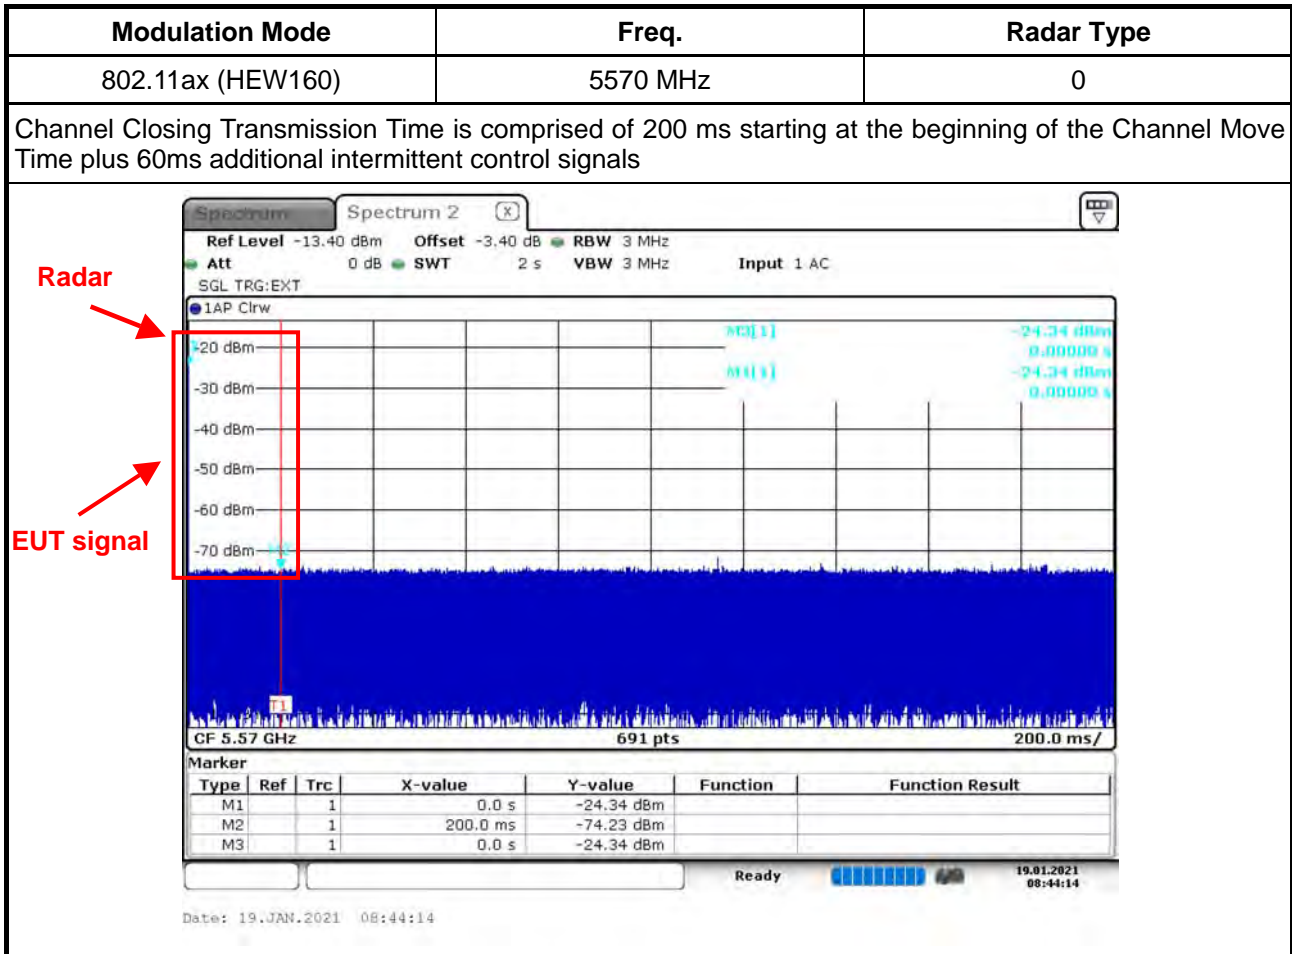 Modulation Mode Freq. Radar Type
802.11ax (HEW160) 5570 MHz 0
Channel Closing Transmission Time is comprised of 200 ms starting at the beginning of the Channel Move
Time plus 60ms additional intermittent control signals
Spectrum Spectrum 2 X
Ref Level -13.40 dBm Offset -3.40 dB RBW 3 MHz
Att 0 dB SWT 2 s VBW 3 MHz Input 1 AC
SGL TRG:EXT
1AP Clrw
Radar
EUT signal
M3[1] -24.34 dBm
0.00000 s
M1[1] -24.34 dBm
0.00000 s
-20 dBm
-30 dBm
-40 dBm
-50 dBm
-60 dBm
-70 dBm
M2
T1
CF 5.57 GHz 691 pts 200.0 ms/
Marker
Type Ref Trc X-value Y-value Function Function Result
M1 1 0.0 s -24.34 dBm
M2 1 200.0 ms -74.23 dBm
M3 1 0.0 s -24.34 dBm
Ready 19.01.2021
08:44:14
Date: 19.JAN.2021 08:44:14